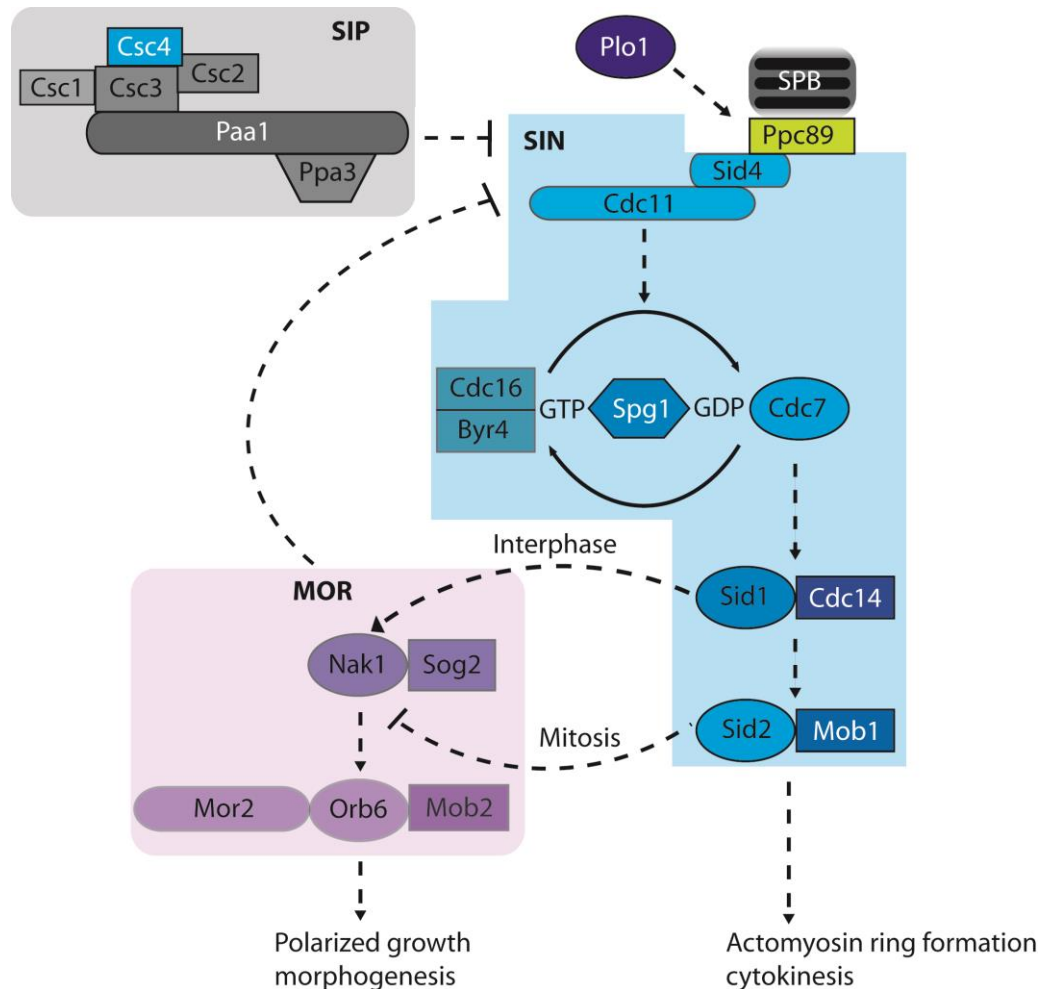 SIP
Csc4
Csc1
Csc3
Csc2
Paa1
Ppa3
Plo1
SPB
Ppc89
SIN
Sid4
Cdc11
Cdc16
Byr4
GTP
Spg1
GDP
Cdc7
Interphase
MOR
Sid1
Cdc14
Nak1
Sog2
Mitosis
Sid2
Mob1
Mor2
Orb6
Mob2
Polarized growth
morphogenesis
Actomyosin ring formation
cytokinesis